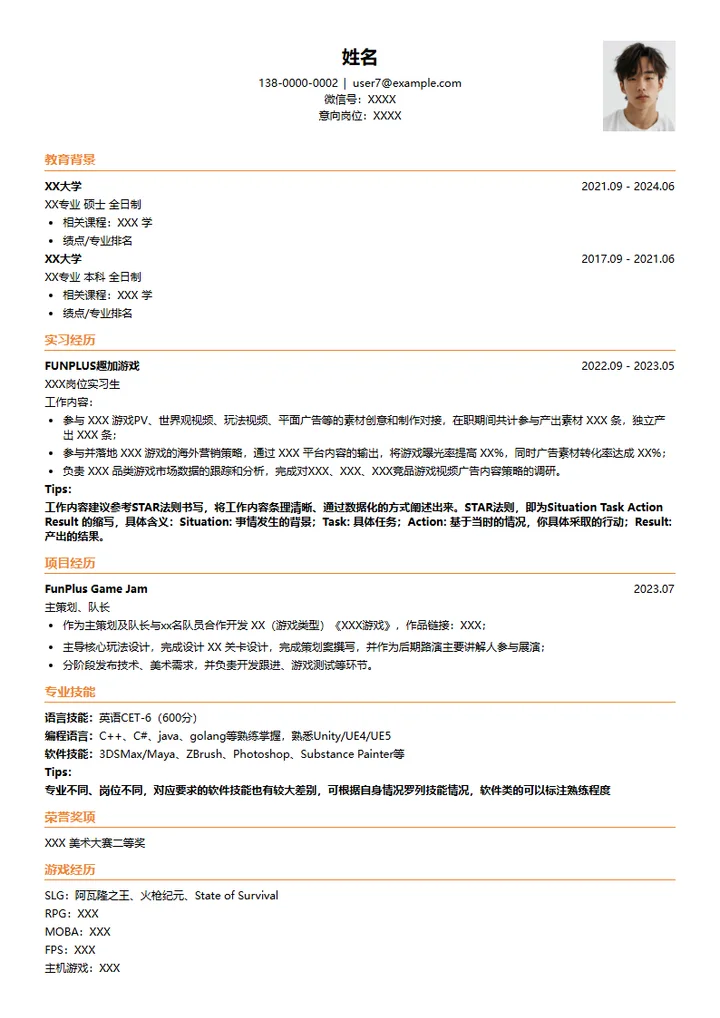 姓名
138-0000-0002 | user7@example.com
微信号：XXXX
意向岗位：XXXX
教育背景
XX大学 2021.09 - 2024.06
XX专业 硕士 全日制
• 相关课程：XXX 学
• 绩点/专业排名
XX大学 2017.09 - 2021.06
XX专业 本科 全日制
• 相关课程：XXX 学
• 绩点/专业排名
实习经历
FUNPLUS趣加游戏 2022.09 - 2023.05
XXX岗位实习生
工作内容：
• 参与 XXX 游戏PV、世界观视频、玩法视频、平面广告等的素材创意和制作对接，在职期间共计参与产出素材 XXX 条，独立产
出 XXX 条；
• 参与并落地 XXX 游戏的海外营销策略，通过 XXX 平台内容的输出，将游戏曝光率提高 XX%，同时广告素材转化率达成 XX%；
• 负责 XXX 品类游戏市场数据的跟踪和分析，完成对XXX、XXX、XXX竞品游戏视频广告内容策略的调研。
Tips:
工作内容建议参考STAR法则书写，将工作内容条理清晰、通过数据化的方式阐述出来。STAR法则，即为Situation Task Action
Result 的缩写，具体含义：Situation: 事情发生的背景；Task: 具体任务；Action: 基于当时的情况，你具体采取的行动；Result:
产出的结果。
项目经历
FunPlus Game Jam 2023.07
主策划、队长
• 作为主策划及队长与xx名队员合作开发 XX（游戏类型）《XXX游戏》，作品链接：XXX；
• 主导核心玩法设计，完成设计 XX 关卡设计，完成策划案撰写，并作为后期路演主要讲解人参与展演；
• 分阶段发布技术、美术需求，并负责开发跟进、游戏测试等环节。
专业技能
语言技能：英语CET-6（600分）
编程语言：C++、C#、java、golang等熟练掌握，熟悉Unity/UE4/UE5
软件技能：3DSMax/Maya、ZBrush、Photoshop、Substance Painter等
Tips:
专业不同、岗位不同，对应要求的软件技能也有较大差别，可根据自身情况罗列技能情况，软件类的可以标注熟练程度
荣誉奖项
XXX 美术大赛二等奖
游戏经历
SLG：阿瓦隆之王、火枪纪元、State of Survival
RPG：XXX
MOBA：XXX
FPS：XXX
主机游戏：XXX